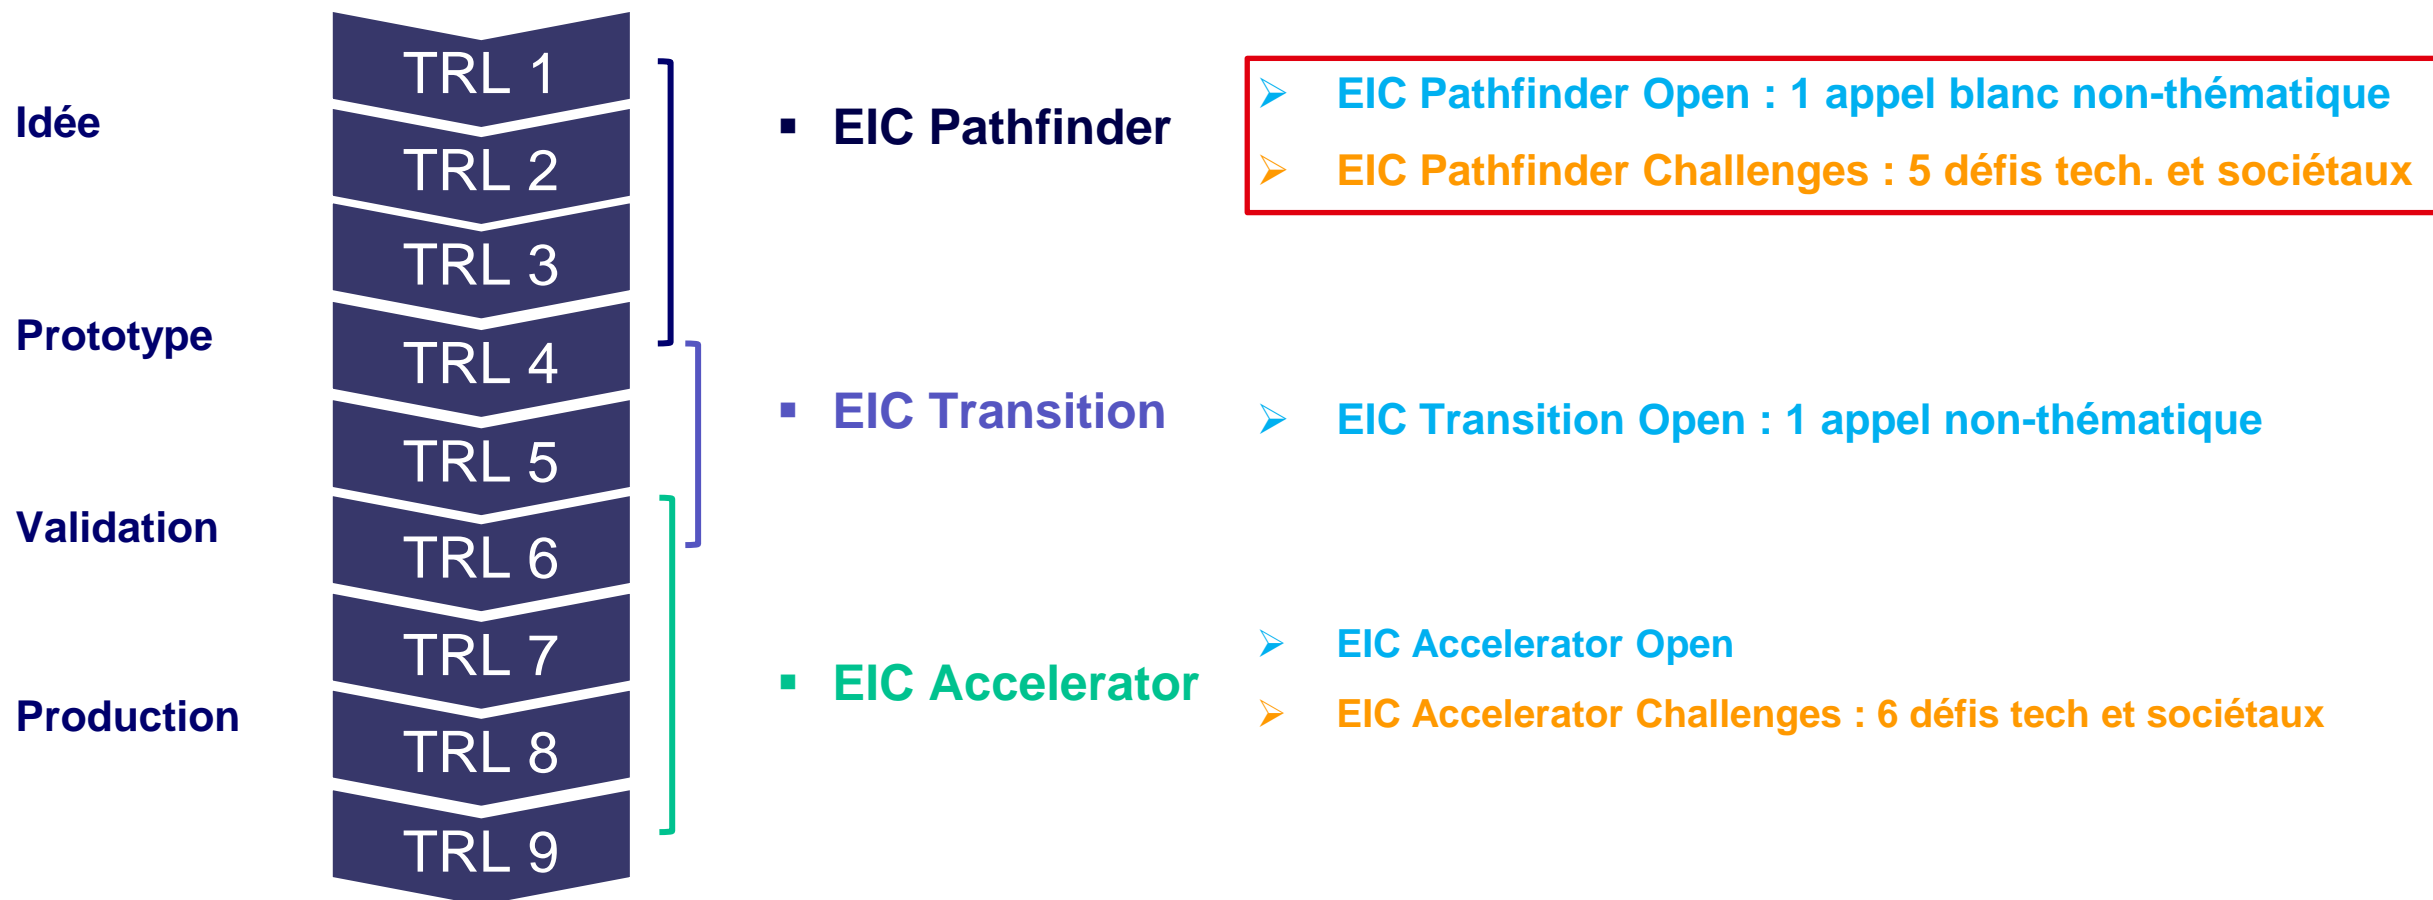 TRL 1
Idée
TRL 2
TRL 3
Prototype
TRL 4
TRL 5
Validation
TRL 6
TRL 7
Production
TRL 8
TRL 9
▪ EIC Pathfinder
➢ EIC Pathfinder Open : 1 appel blanc non-thématique
➢ EIC Pathfinder Challenges : 5 défis tech. et sociétaux
▪ EIC Transition
➢ EIC Transition Open : 1 appel non-thématique
▪ EIC Accelerator
➢ EIC Accelerator Open
➢ EIC Accelerator Challenges : 6 défis tech et sociétaux